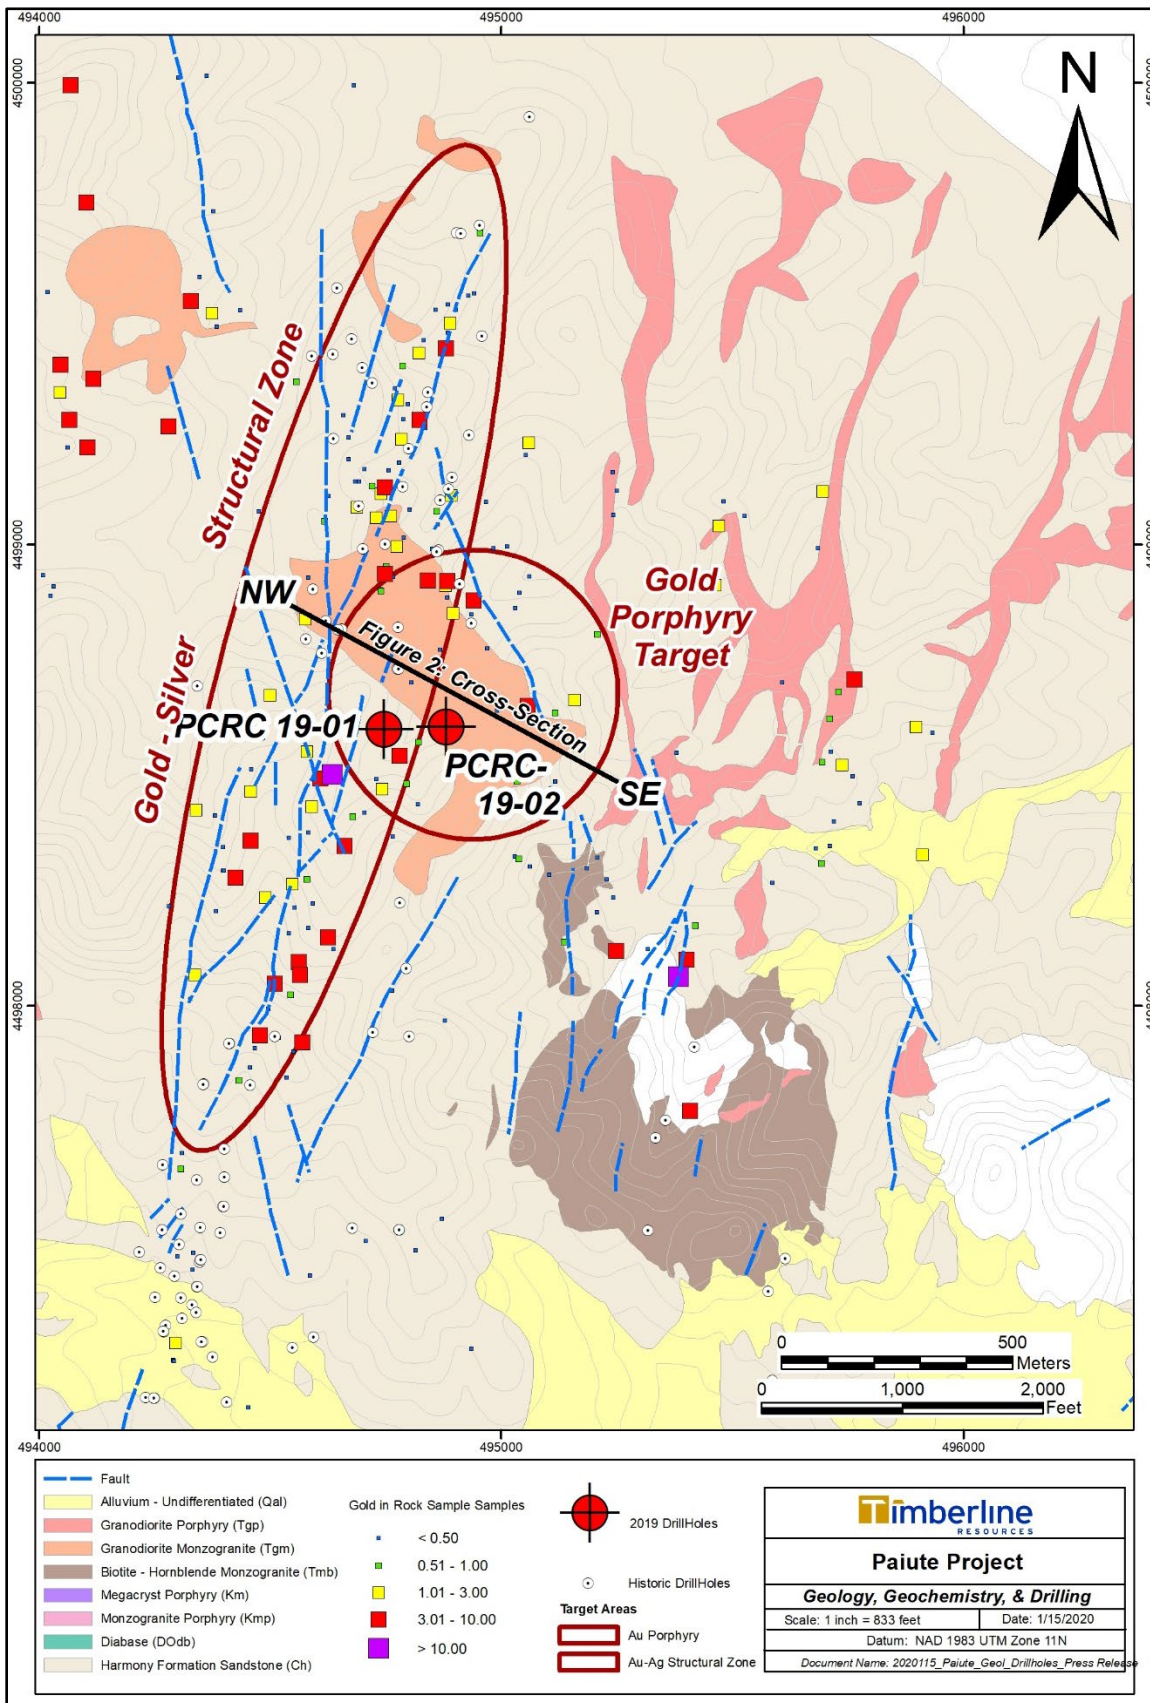 494000
495000
496000
4500000
N
Structural Zone
4499000
Gold
Porphyry
Target
NW
Figure 2: Cross-Section
Gold - Silver
PCRC 19-01
PCRC-
19-02
SE
4498000
4498000
0 500
Meters
0 1,000 2,000
Feet
494000
495000
496000
Fault
Alluvium - Undifferentiated (Qal)
Granodiorite Porphyry (Tgp)
Granodiorite Monzogranite (Tgm)
Biotite - Hornblende Monzogranite (Tmb)
Megacryst Porphyry (Km)
Monzogranite Porphyry (Kmp)
Diabase (DOdb)
Harmony Formation Sandstone (Ch)
Gold in Rock Sample Samples
< 0.50
0.51 - 1.00
1.01 - 3.00
3.01 - 10.00
> 10.00
2019 DrillHoles
Historic DrillHoles
Target Areas
Au Porphyry
Au-Ag Structural Zone
Timberline
RESOURCES
Paiute Project
Geology, Geochemistry, & Drilling
Scale: 1 inch = 833 feet
Date: 1/15/2020
Datum: NAD 1983 UTM Zone 11N
Document Name: 2020115_Paiute_Geol_Drillholes_Press Release